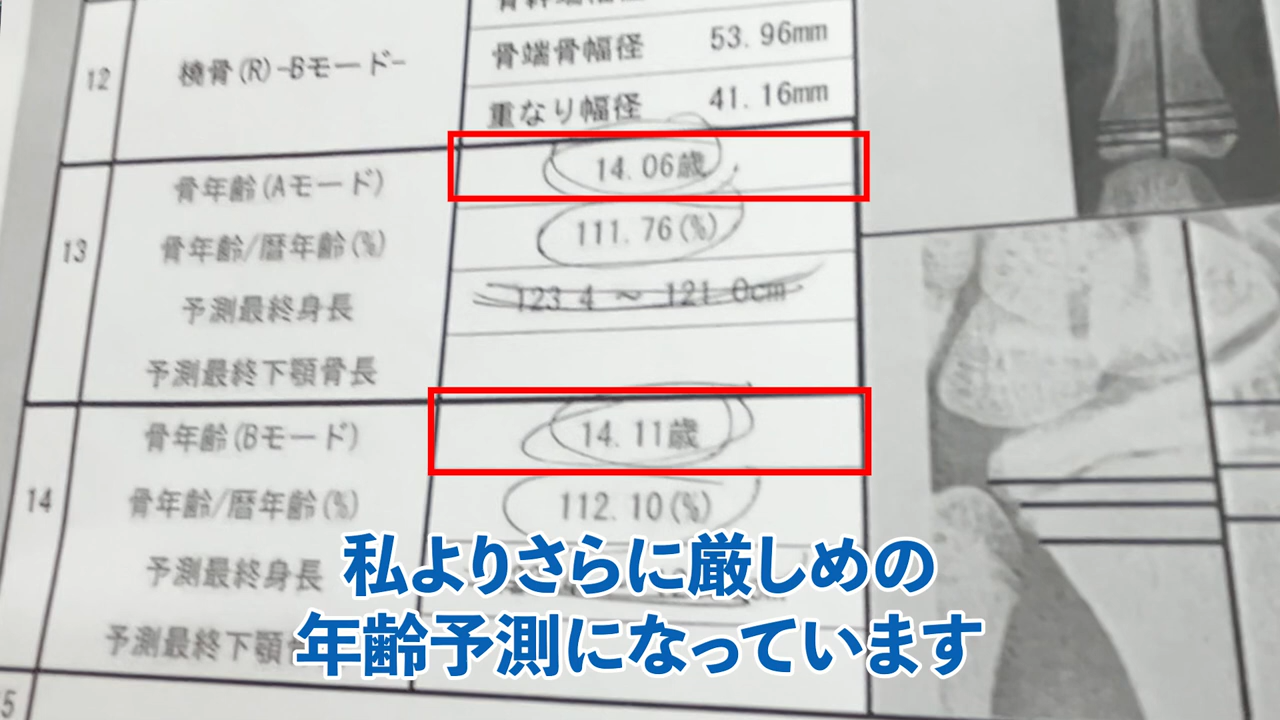 12
橈骨(R)-Bモード-
骨端骨幅径 53.96mm
重なり幅径 41.16mm
13
骨年齢(Aモード) 14.06歳
骨年齢/暦年齢(%) 111.76(%)
予測最終身長 123.4 ～ 121.0cm
予測最終下顎骨長
14
骨年齢(Bモード) 14.11歳
骨年齢/暦年齢(%) 112.10(%)
予測最終身長
予測最終下顎
私よりさらに厳しめの
年齢予測になっています